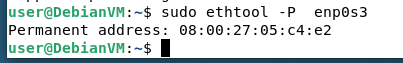 user@DebianVM:~$ sudo ethtool -P  enp0s3
Permanent address: 08:00:27:05:c4:e2
user@DebianVM:~$